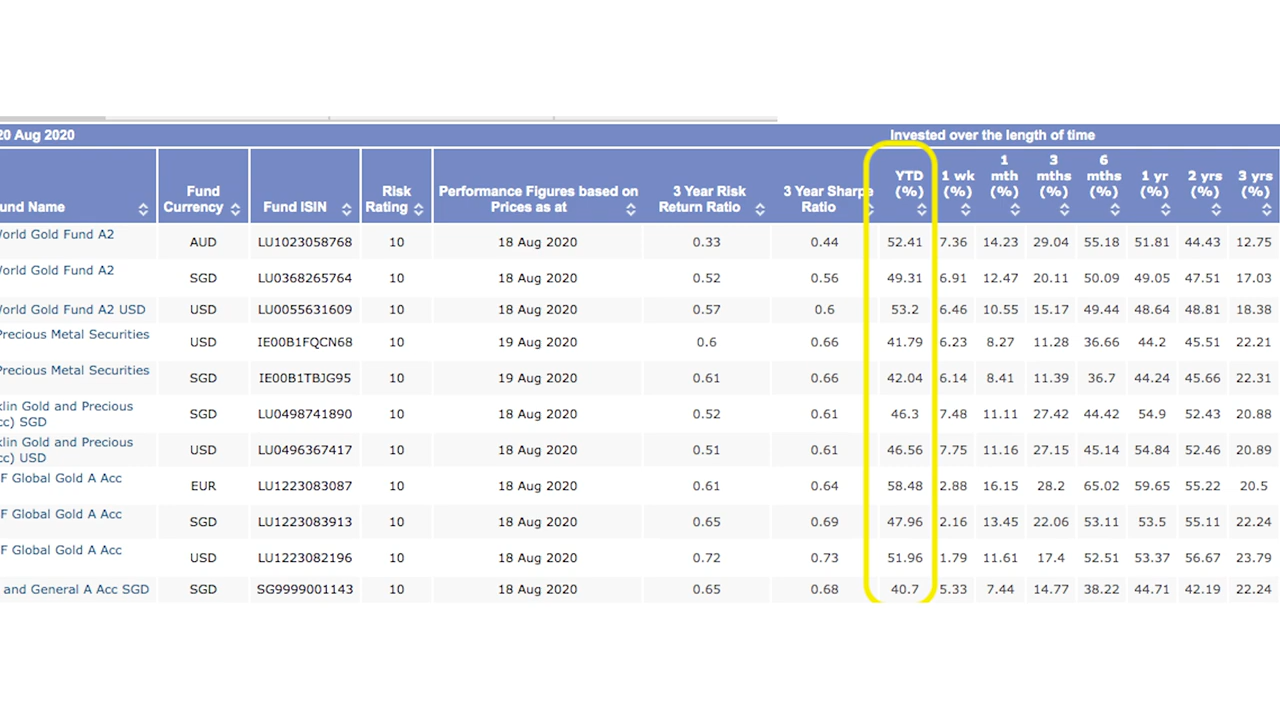 20 Aug 2020 Invested over the length of time
und Name Fund Currency Fund ISIN Risk Rating Performance Figures based on Prices as at 3 Year Risk Return Ratio 3 Year Sharpe Ratio YTD (%) 1 wk (%) 1 mth (%) 3 mths (%) 6 mths (%) 1 yr (%) 2 yrs (%) 3 yrs (%)
World Gold Fund A2 AUD LU1023058768 10 18 Aug 2020 0.33 0.44 52.41 7.36 14.23 29.04 55.18 51.81 44.43 12.75
World Gold Fund A2 SGD LU0368265764 10 18 Aug 2020 0.52 0.56 49.31 6.91 12.47 20.11 50.09 49.05 47.51 17.03
World Gold Fund A2 USD USD LU0055631609 10 18 Aug 2020 0.57 0.6 53.2 6.46 10.55 15.17 49.44 48.64 48.81 18.38
Precious Metal Securities USD IE00B1FQCN68 10 19 Aug 2020 0.6 0.66 41.79 6.23 8.27 11.28 36.66 44.2 45.51 22.21
Precious Metal Securities SGD IE00B1TBJG95 10 19 Aug 2020 0.61 0.66 42.04 6.14 8.41 11.39 36.7 44.24 45.66 22.31
klin Gold and Precious
cc) SGD SGD LU0498741890 10 18 Aug 2020 0.52 0.61 46.3 7.48 11.11 27.42 44.42 54.9 52.43 20.88
klin Gold and Precious
cc) USD USD LU0496367417 10 18 Aug 2020 0.51 0.61 46.56 7.75 11.16 27.15 45.14 54.84 52.46 20.89
F Global Gold A Acc EUR LU1223083087 10 18 Aug 2020 0.61 0.64 58.48 2.88 16.15 28.2 65.02 59.65 55.22 20.5
F Global Gold A Acc SGD LU1223083913 10 18 Aug 2020 0.65 0.69 47.96 2.16 13.45 22.06 53.11 53.5 55.11 22.24
F Global Gold A Acc USD LU1223082196 10 18 Aug 2020 0.72 0.73 51.96 1.79 11.61 17.4 52.51 53.37 56.67 23.79
and General A Acc SGD SGD SG9999001143 10 18 Aug 2020 0.65 0.68 40.7 5.33 7.44 14.77 38.22 44.71 42.19 22.24